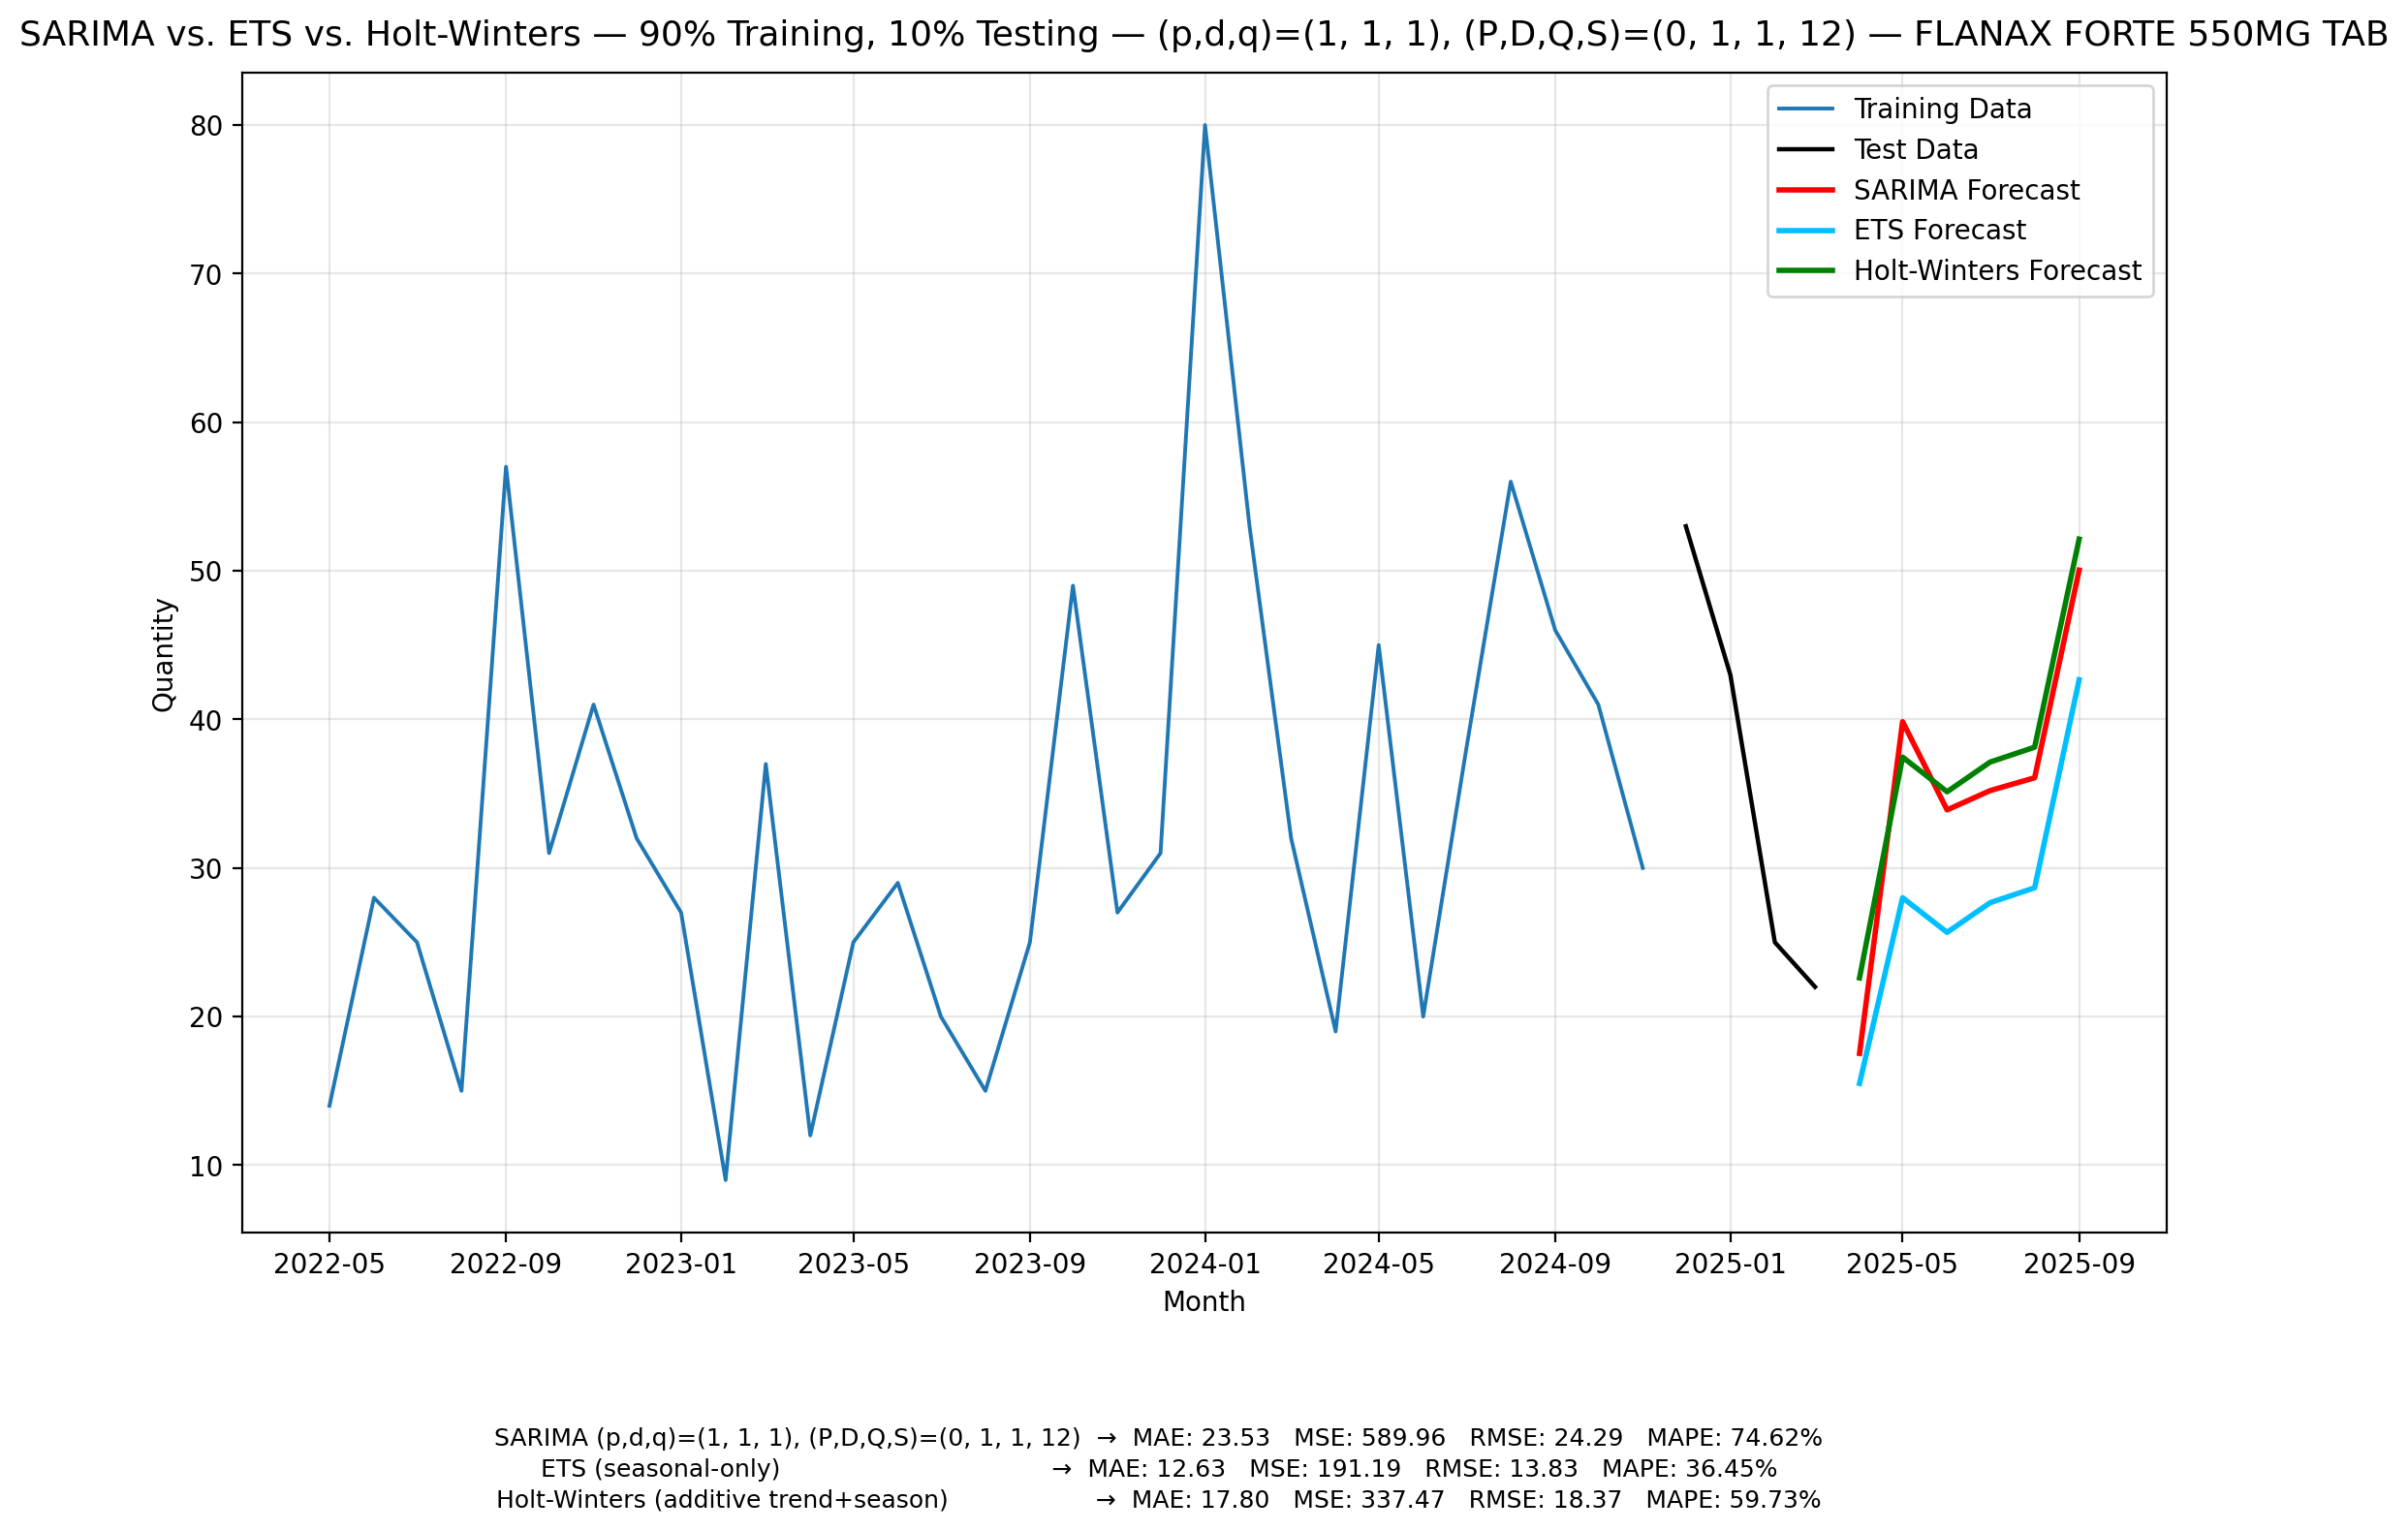 SARIMA vs. ETS vs. Holt-Winters — 90% Training, 10% Testing — (p,d,q)=(1, 1, 1), (P,D,Q,S)=(0, 1, 1, 12) — FLANAX FORTE 550MG TAB
Training Data
Test Data
SARIMA Forecast
ETS Forecast
Holt-Winters Forecast
80
70
60
50
40
30
20
10
Quantity
2022-05 2022-09 2023-01 2023-05 2023-09 2024-01 2024-05 2024-09 2025-01 2025-05 2025-09
Month
SARIMA (p,d,q)=(1, 1, 1), (P,D,Q,S)=(0, 1, 1, 12) → MAE: 23.53 MSE: 589.96 RMSE: 24.29 MAPE: 74.62%
ETS (seasonal-only) → MAE: 12.63 MSE: 191.19 RMSE: 13.83 MAPE: 36.45%
Holt-Winters (additive trend+season) → MAE: 17.80 MSE: 337.47 RMSE: 18.37 MAPE: 59.73%